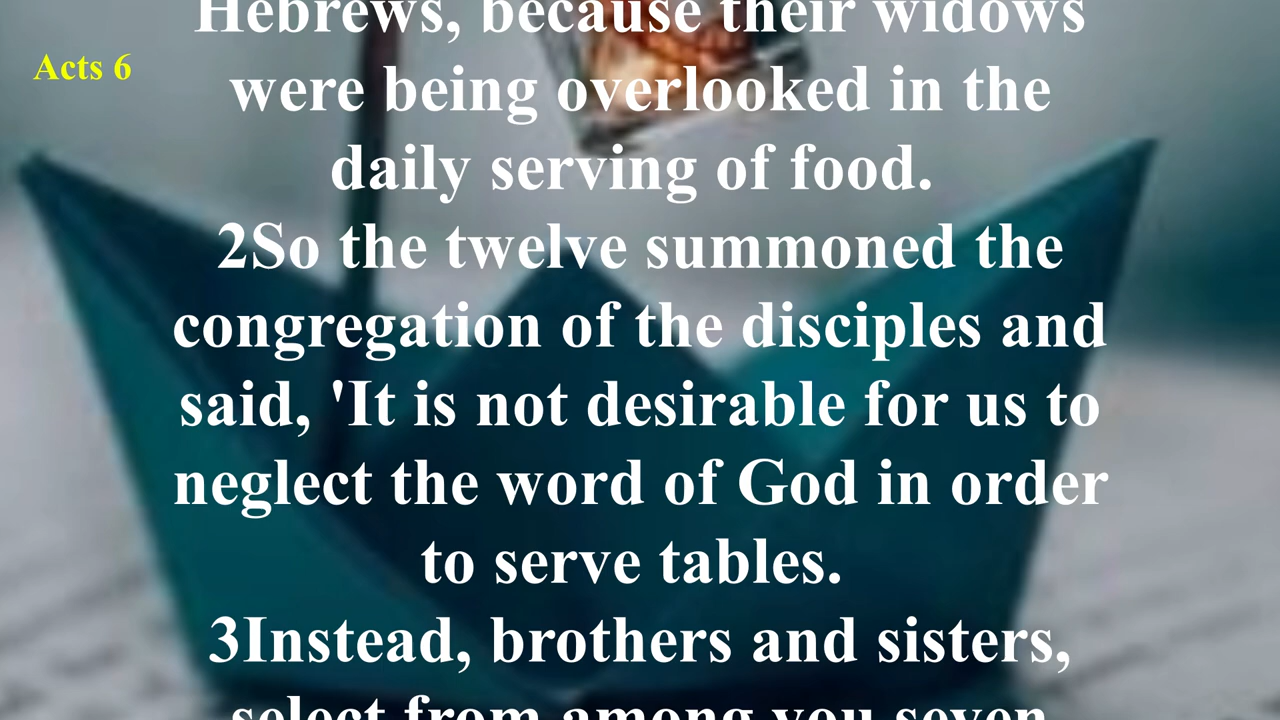 Hebrews, because their widows
Acts 6
were being overlooked in the
daily serving of food.
2So the twelve summoned the
congregation of the disciples and
said, 'It is not desirable for us to
neglect the word of God in order
to serve tables.
3Instead, brothers and sisters,
select from among you seven